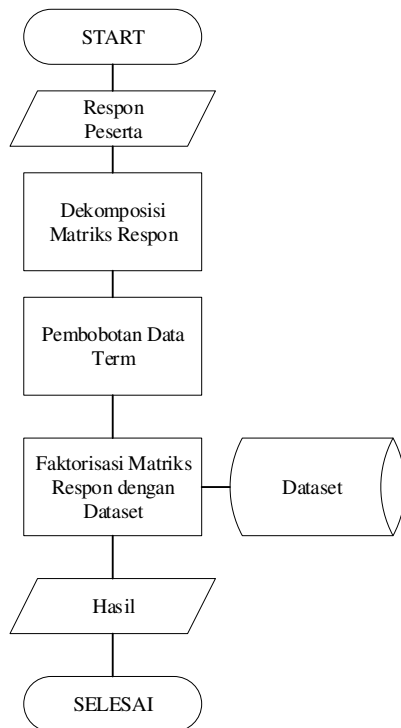 START
Respon
Peserta
Dekomposisi
Matriks Respon
Pembobotan Data
Term
Faktorisasi Matriks
Respon dengan
Dataset
Dataset
Hasil
SELESAI